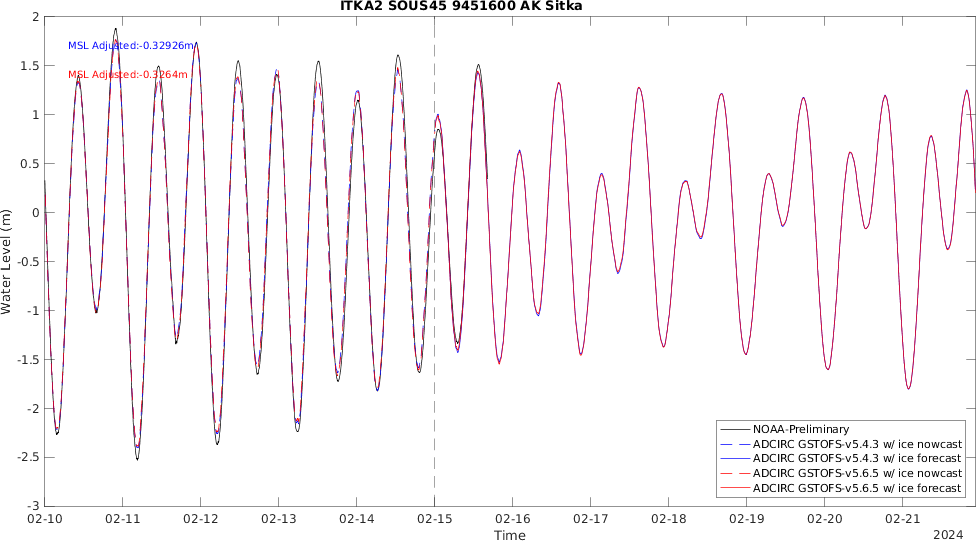 ITKA2 SOUS45 9451600 AK Sitka
MSL Adjusted:-0.32926m
MSL Adjusted:-0.3264m
Water Level (m)
2
1.5
1
0.5
0
-0.5
-1
-1.5
-2
-2.5
-3
NOAA-Preliminary
ADCIRC GSTOFS-v5.4.3 w/ ice nowcast
ADCIRC GSTOFS-v5.4.3 w/ ice forecast
ADCIRC GSTOFS-v5.6.5 w/ ice nowcast
ADCIRC GSTOFS-v5.6.5 w/ ice forecast
02-10 02-11 02-12 02-13 02-14 02-15 02-16 02-17 02-18 02-19 02-20 02-21
Time
2024